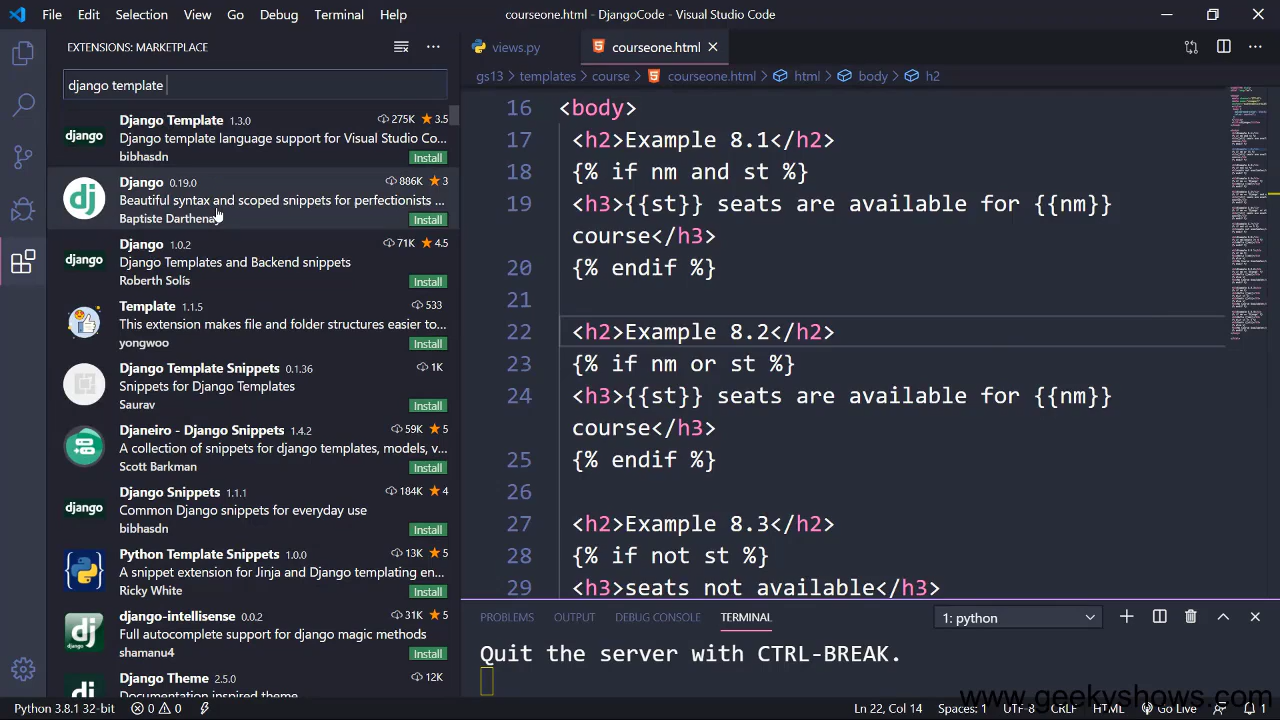 File Edit Selection View Go Debug Terminal Help courseone.html - DjangoCode - Visual Studio Code
EXTENSIONS: MARKETPLACE
django template
django
Django Template 1.3.0 275K ★3.5
Django template language support for Visual Studio Co...
bibhasdn Install
dj
Django 0.19.0 886K ★3
Beautiful syntax and scoped snippets for perfectionists ...
Baptiste Darthenay Install
django
Django 1.0.2 71K ★4.5
Django Templates and Backend snippets
Roberth Solis Install
Template 1.1.5 533
This extension makes file and folder structures easier to...
yongwoo Install
Django Template Snippets 0.1.36 1K
Snippets for Django Templates
Saurav Install
Djaneiro - Django Snippets 1.4.2 59K ★5
A collection of snippets for django templates, models, v...
Scott Barkman Install
django
Django Snippets 1.1.1 184K ★4
Common Django snippets for everyday use
bibhasdn Install
Python Template Snippets 1.0.0 13K ★5
A snippet extension for Jinja and Django templating en...
Ricky White Install
dj
django-intellisense 0.0.2 31K ★5
Full autocomplete support for django magic methods
shamanu4 Install
dj
Django Theme 2.5.0 12K
Documentation inspired theme
views.py courseone.html
gs13 > templates > course > courseone.html > html > body > h2
16 <body>
17 <h2>Example 8.1</h2>
18 {% if nm and st %}
19 <h3>{{st}} seats are available for {{nm}}
course</h3>
20 {% endif %}
21
22 <h2>Example 8.2</h2>
23 {% if nm or st %}
24 <h3>{{st}} seats are available for {{nm}}
course</h3>
25 {% endif %}
26
27 <h2>Example 8.3</h2>
28 {% if not st %}
29 <h3>seats not available</h3>
PROBLEMS OUTPUT DEBUG CONSOLE TERMINAL 1: python
Quit the server with CTRL-BREAK.
www.geekyshows.com
Python 3.8.1 32-bit 0 0 Ln 22, Col 14 Spaces: 1 UTF-8 CRLF HTML Go Live 1